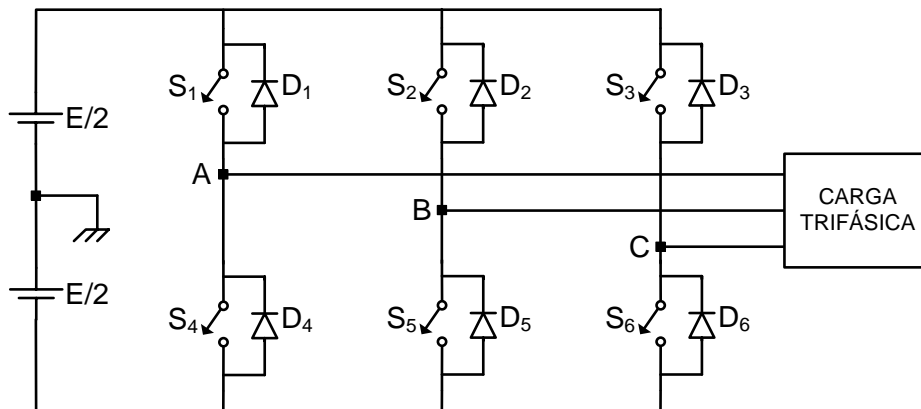 S1 D1 S2 D2 S3 D3
E/2
A
B
C
CARGA
TRIFÁSICA
E/2
S4 D4 S5 D5 S6 D6